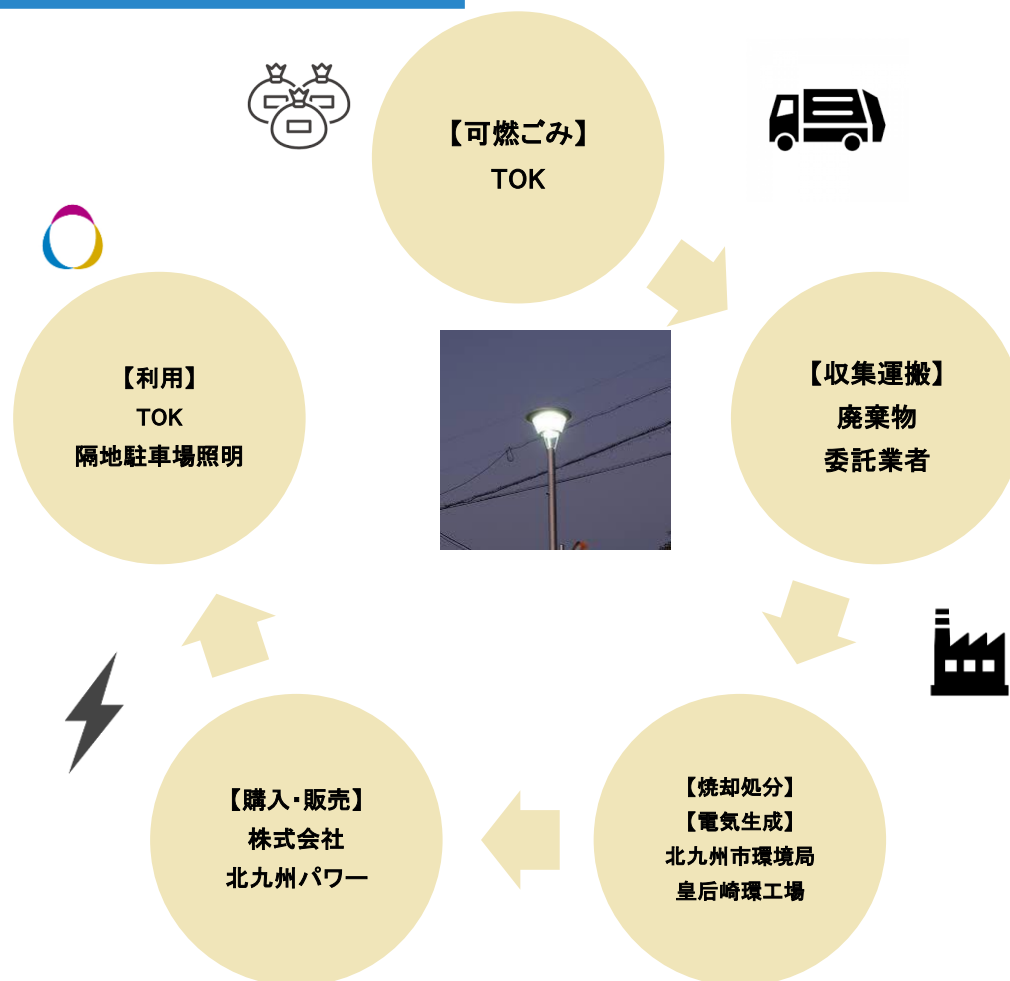 【可燃ごみ】
TOK
【収集運搬】
廃棄物
委託業者
【焼却処分】
【電気生成】
北九州市環境局
皇后崎環工場
【購入・販売】
株式会社
北九州パワー
【利用】
TOK
隔地駐車場照明